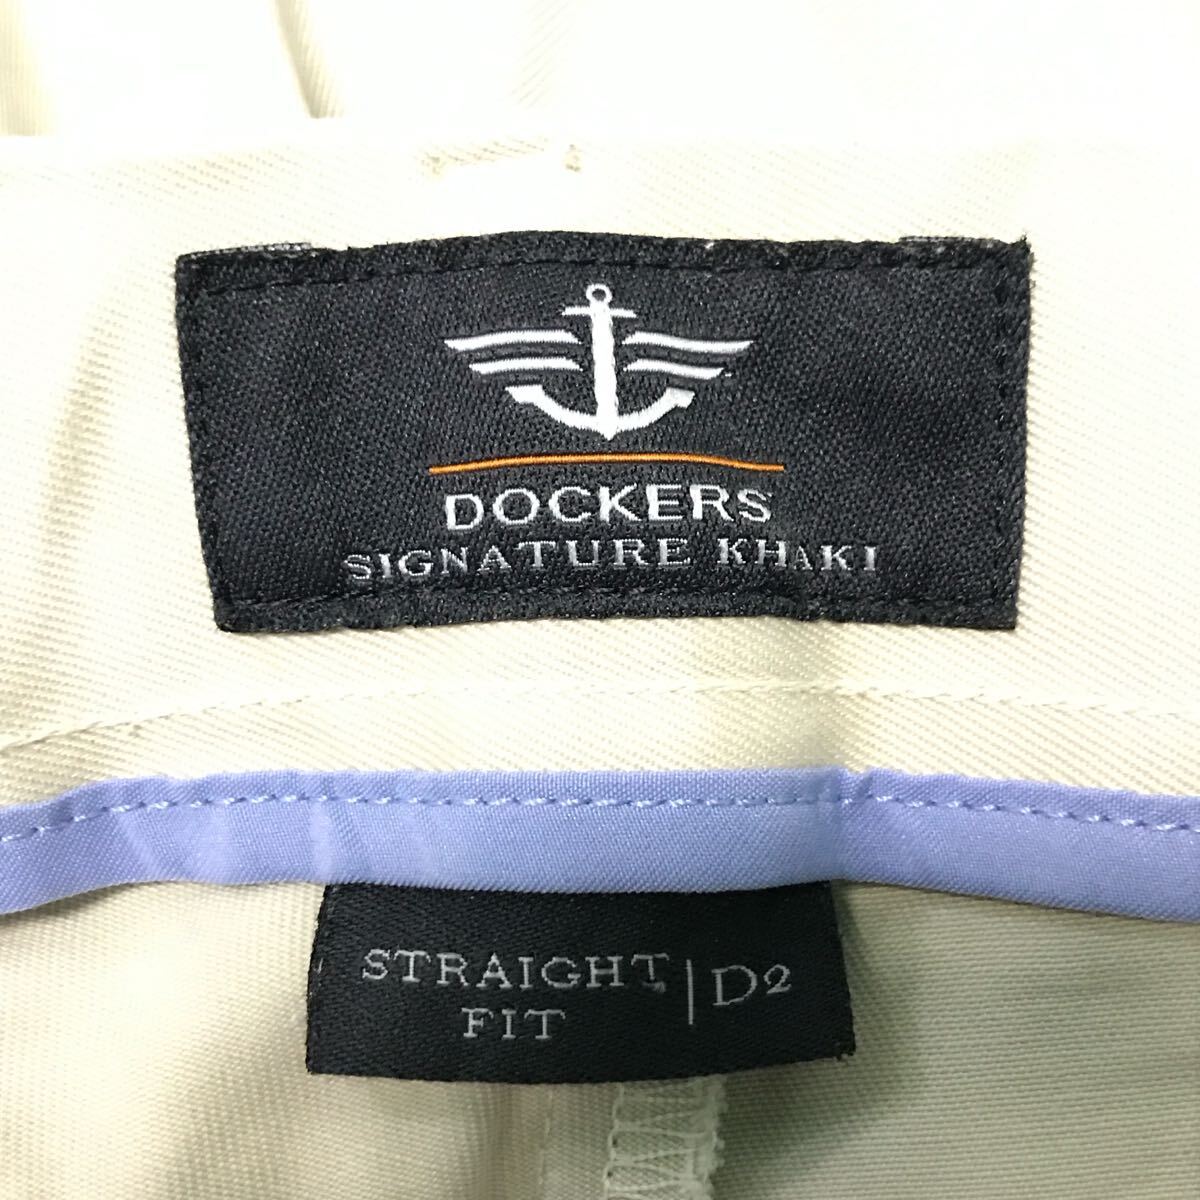 DOCKERS
SIGNATURE KHAKI
STRAIGHT
FIT
D2